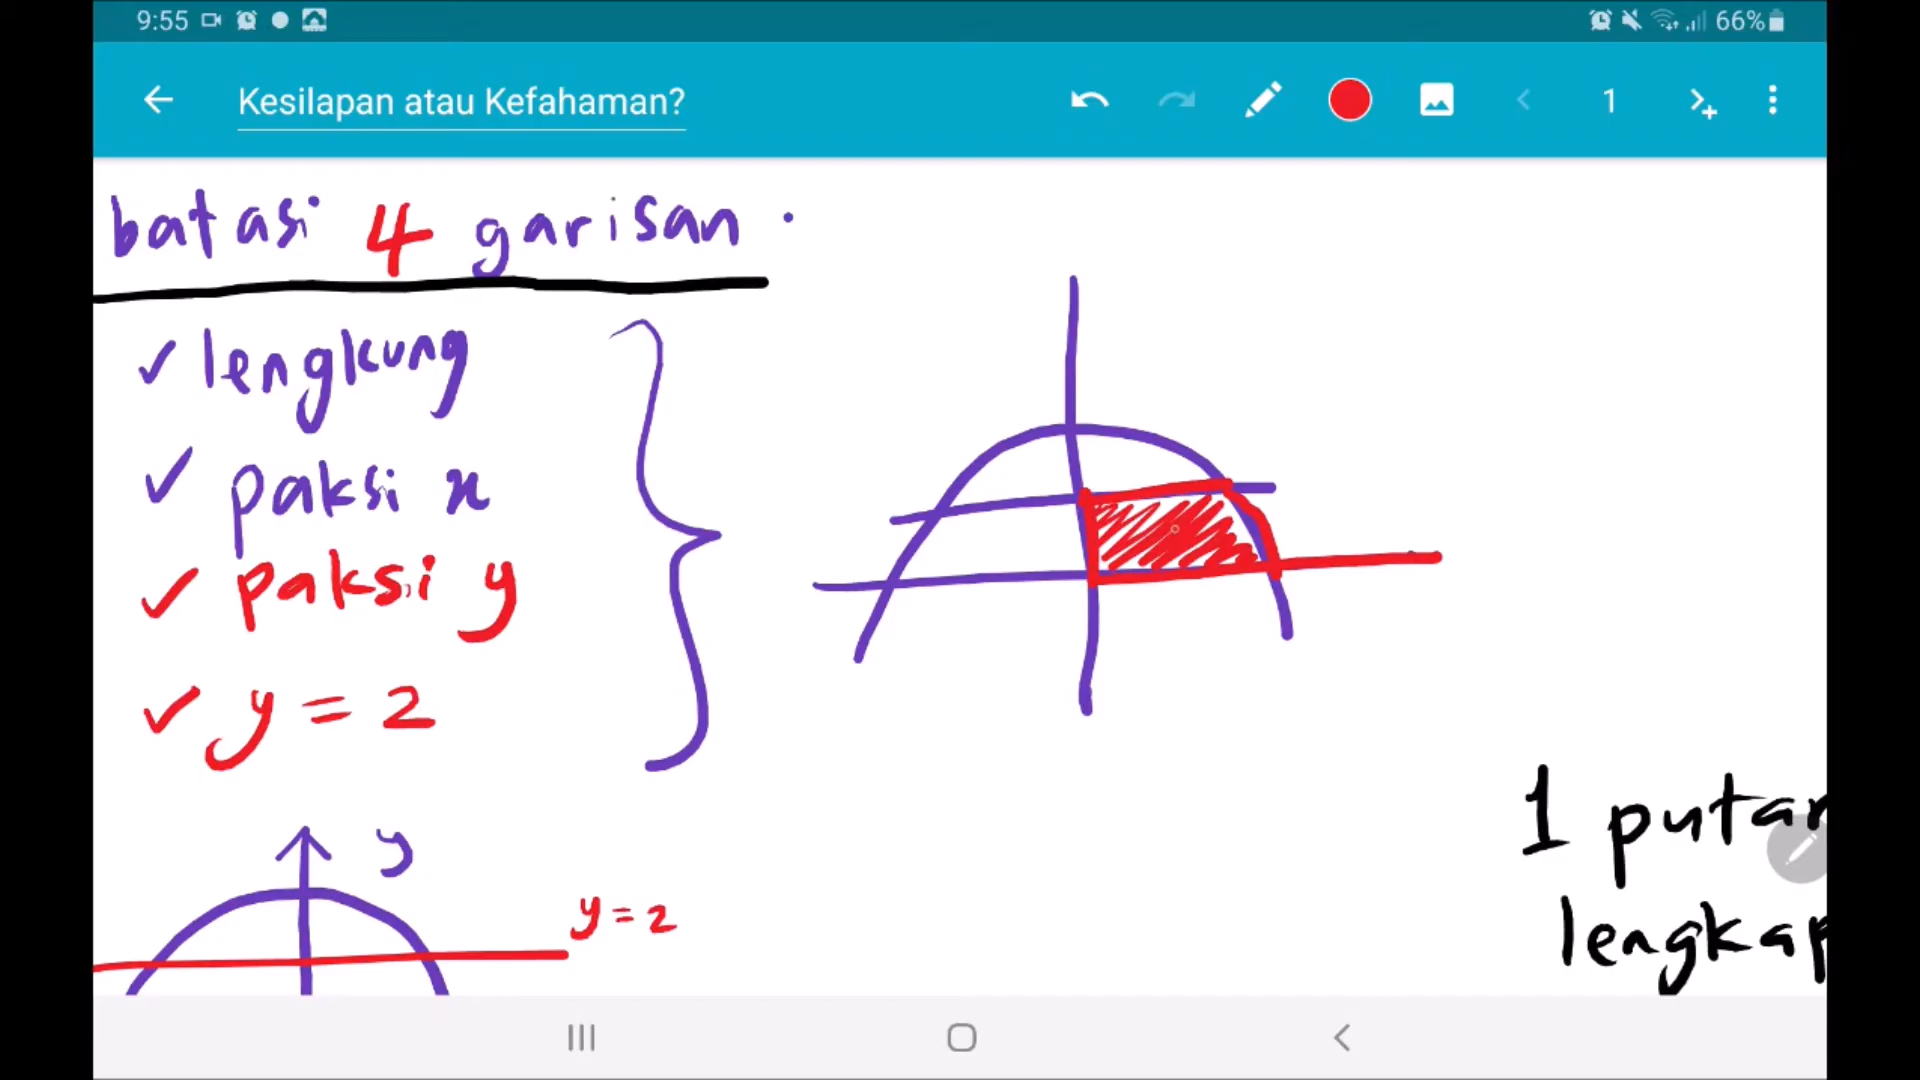 9:55
66%
Kesilapan atau Kefahaman?
1
batasi 4 garisan
✓ lengkung
✓ paksi x
✓ paksi y
✓ y = 2
y
y = 2
1 putar
lengkap